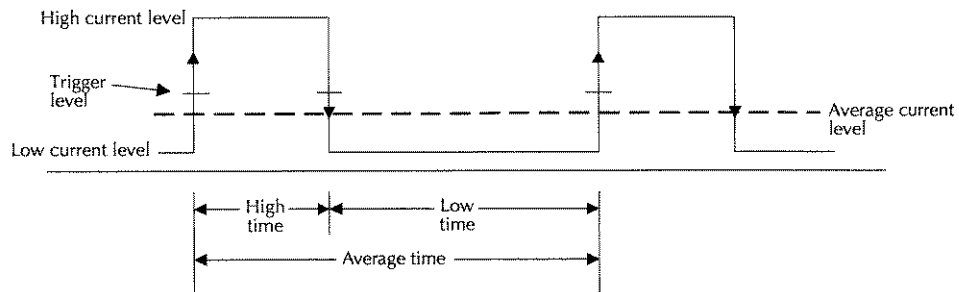 High current level
Trigger
level
Average current
level
Low current level
High
time
Low
time
Average time